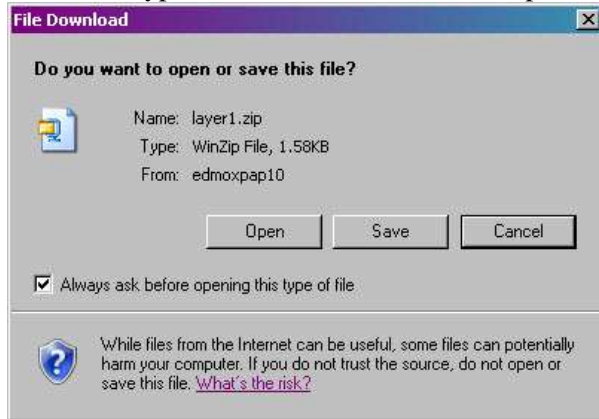 File Download
Do you want to open or save this file?
Name: layer1.zip
Type: WinZip File, 1.58KB
From: edmoxpap10
Open Save Cancel
Always ask before opening this type of file
While files from the Internet can be useful, some files can potentially
harm your computer. If you do not trust the source, do not open or
save this file. What's the risk?